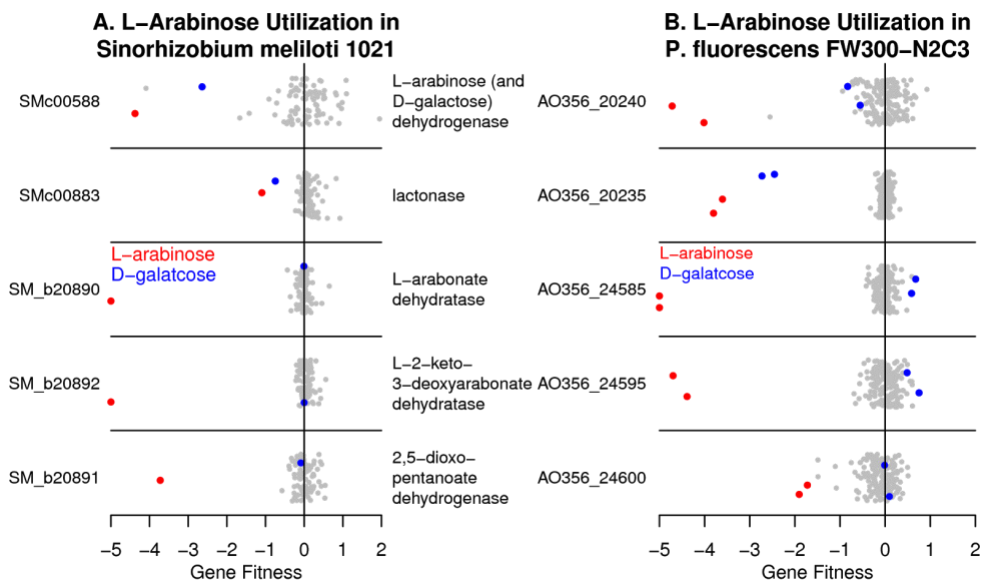 A. L−Arabinose Utilization in
Sinorhizobium meliloti 1021
SMc00588
L−arabinose (and
D−galactose)
dehydrogenase
SMc00883
lactonase
L−arabinose
D−galatcose
SM_b20890
L−arabonate
dehydratase
SM_b20892
L−2−keto−
3−deoxyarabonate
dehydratase
SM_b20891
2,5−dioxo−
pentanoate
dehydrogenase
−5 −4 −3 −2 −1 0 1 2
Gene Fitness
B. L−Arabinose Utilization in
P. fluorescens FW300−N2C3
AO356_20240
AO356_20235
L−arabinose
D−galatcose
AO356_24585
AO356_24595
AO356_24600
−5 −4 −3 −2 −1 0 1 2
Gene Fitness